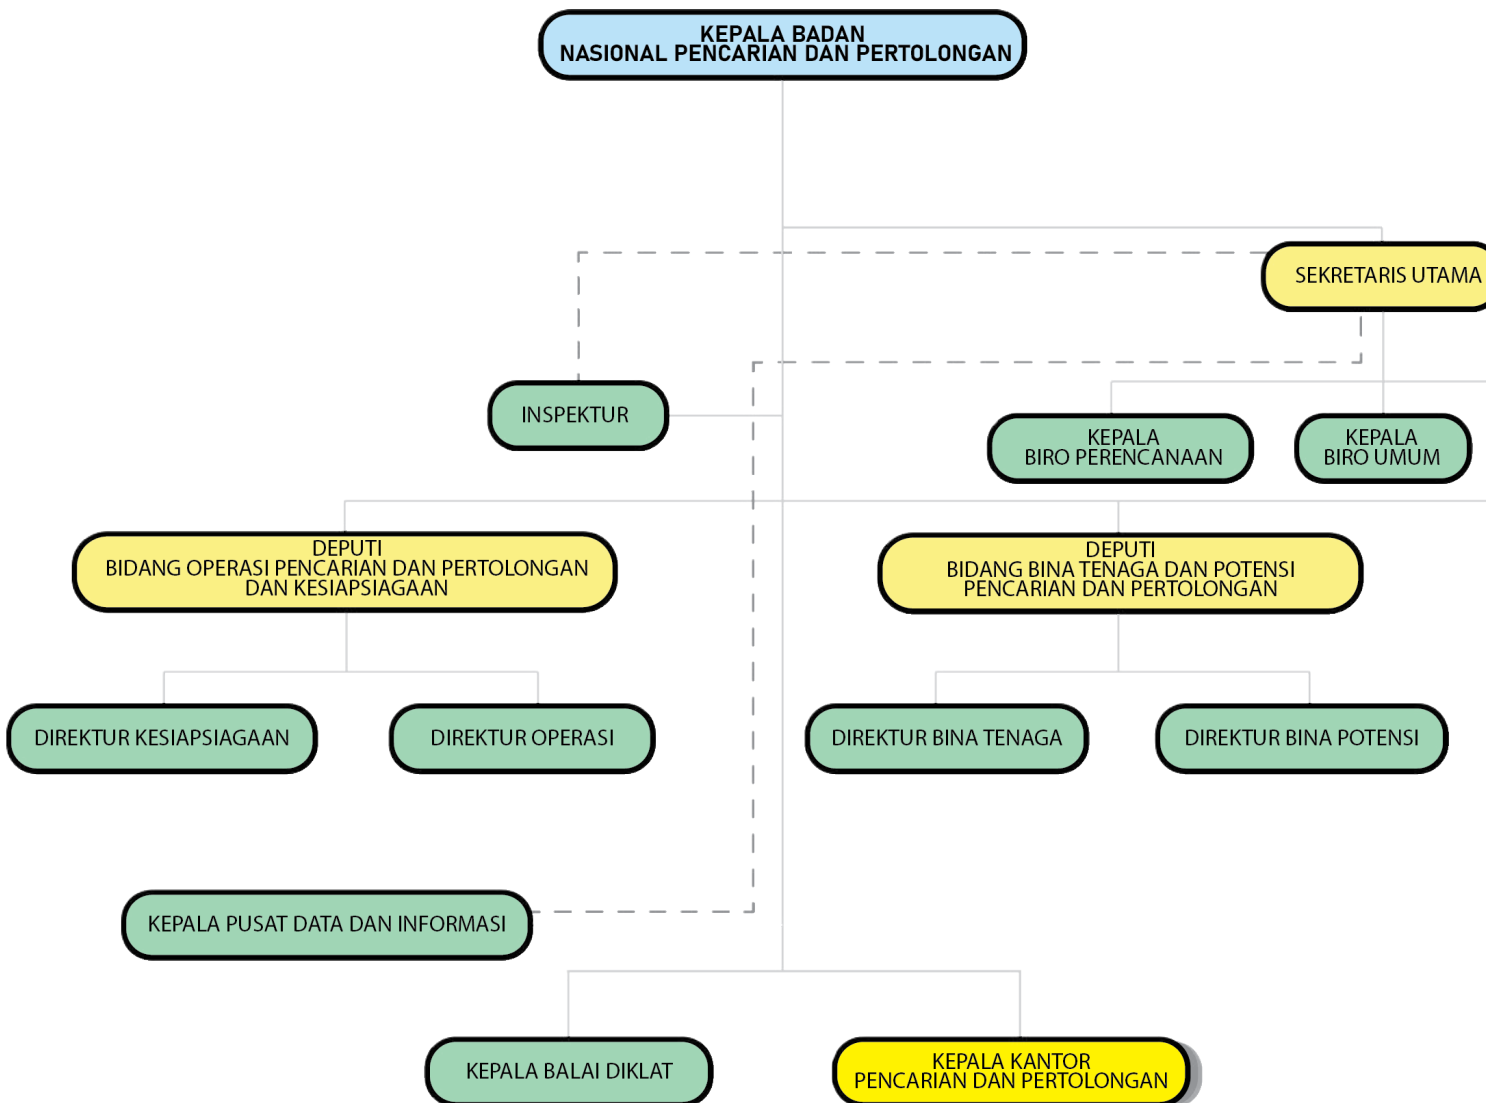 KEPALA BADAN
NASIONAL PENCARIAN DAN PERTOLONGAN
SEKRETARIS UTAMA
INSPEKTUR
KEPALA
BIRO PERENCANAAN
KEPALA
BIRO UMUM
DEPUTI
BIDANG OPERASI PENCARIAN DAN PERTOLONGAN
DAN KESIAPSIAGAAN
DEPUTI
BIDANG BINA TENAGA DAN POTENSI
PENCARIAN DAN PERTOLONGAN
DIREKTUR KESIAPSIAGAAN
DIREKTUR OPERASI
DIREKTUR BINA TENAGA
DIREKTUR BINA POTENSI
KEPALA PUSAT DATA DAN INFORMASI
KEPALA BALAI DIKLAT
KEPALA KANTOR
PENCARIAN DAN PERTOLONGAN